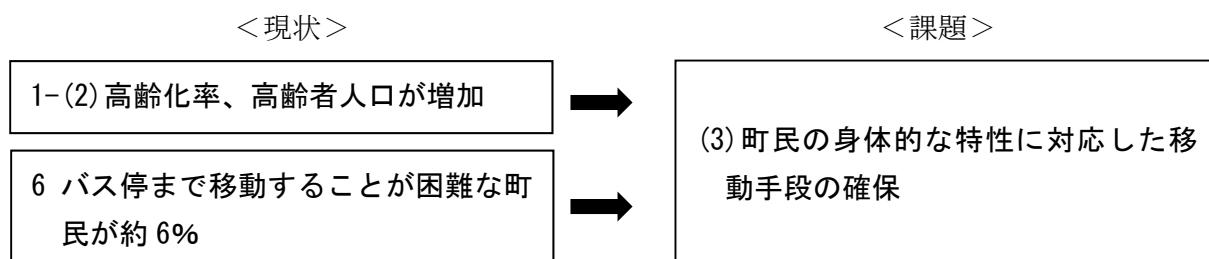 <現状>
<課題>
1-(2)高齢化率、高齢者人口が増加
6 バス停まで移動することが困難な町
民が約 6%
(3)町民の身体的な特性に対応した移
動手段の確保